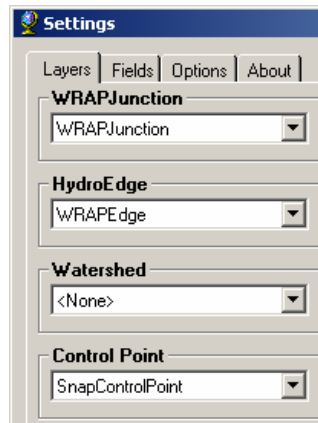 Settings
Layers Fields Options About
WRAPJunction
WRAPJunction
HydroEdge
WRAPEdge
Watershed
<None>
Control Point
SnapControlPoint